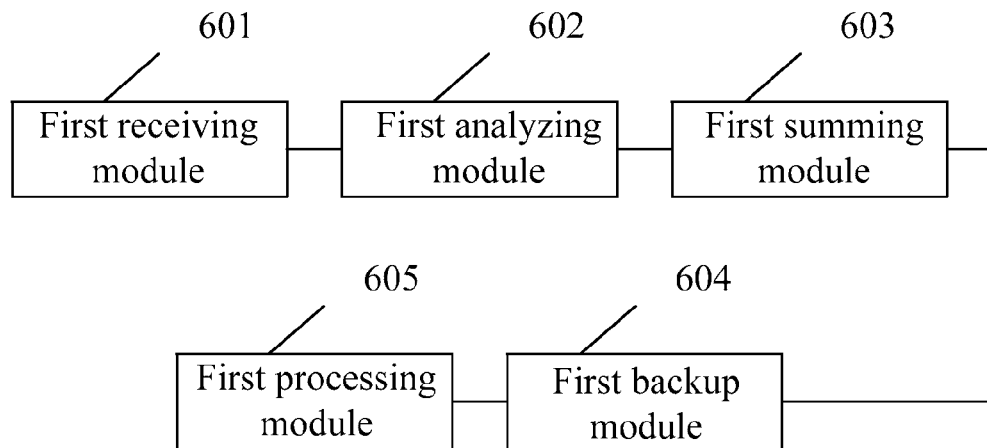 601
602
603
First receiving
module
First analyzing
module
First summing
module
605
604
First processing
module
First backup
module